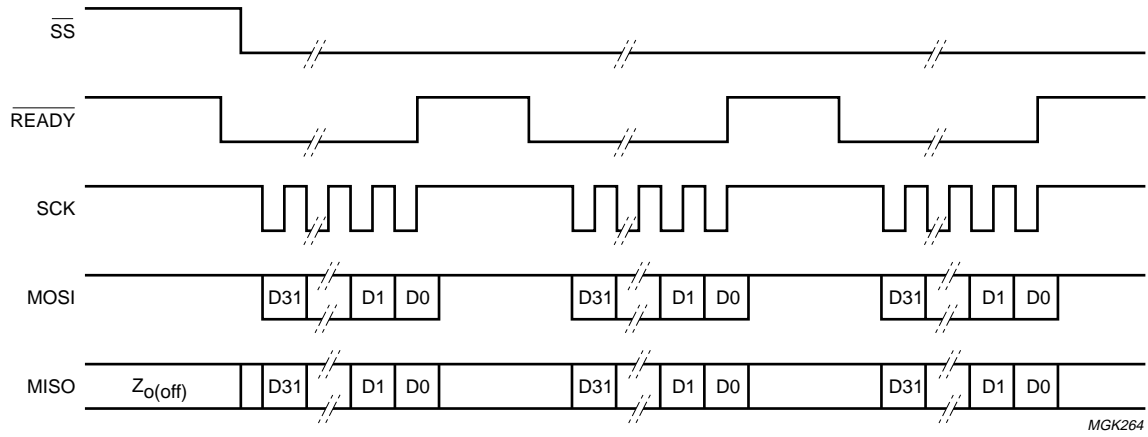 SS
READY
SCK
MOSI D31 D1 D0 D31 D1 D0 D31 D1 D0
MISO Zo(off) D31 D1 D0 D31 D1 D0 D31 D1 D0
MGK264